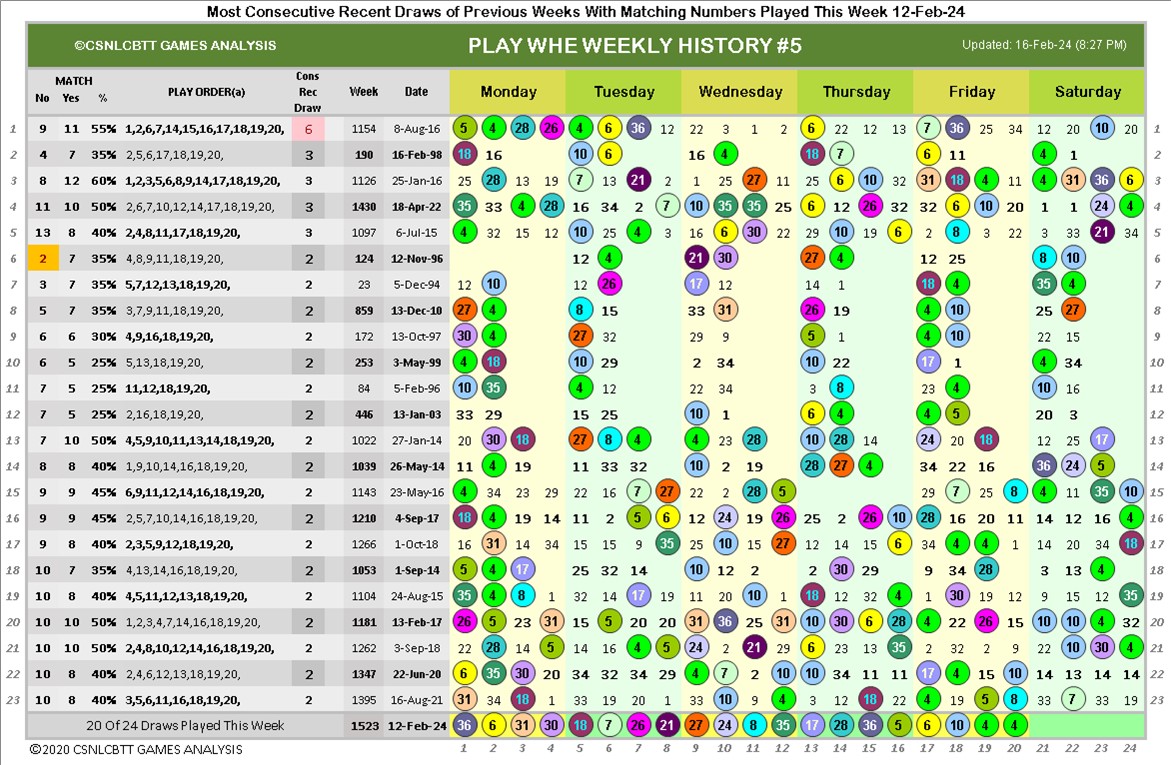 Most Consecutive Recent Draws of Previous Weeks With Matching Numbers Played This Week 12-Feb-24
©CSNLCBTT GAMES ANALYSIS PLAY WHE WEEKLY HISTORY #5 Updated: 16-Feb-24 (8:27 PM)
No MATCH Yes % PLAY ORDER(a) Cons Rec Draw Week Date Monday Tuesday Wednesday Thursday Friday Saturday
1 9 11 55% 1,2,6,7,14,15,16,17,18,19,20, 6 1154 8-Aug-16 5 4 28 26 4 6 36 12 22 3 1 2 6 22 12 13 7 36 25 34 12 20 10 20 1
2 4 7 35% 2,5,6,17,18,19,20, 3 190 16-Feb-98 18 16 10 6 16 4 18 7 6 11 4 1 2
3 8 12 60% 1,2,3,5,6,8,9,14,17,18,19,20, 3 1126 25-Jan-16 25 28 13 19 7 13 21 2 1 25 27 11 25 6 10 32 31 18 4 11 4 31 36 6 3
4 11 10 50% 2,6,7,10,12,14,17,18,19,20, 3 1430 18-Apr-22 35 33 4 28 16 34 2 7 10 35 35 25 6 12 26 32 32 6 10 20 1 1 24 4 4
5 13 8 40% 2,4,8,11,17,18,19,20, 3 1097 6-Jul-15 4 32 15 12 10 25 4 3 16 6 30 22 29 10 19 6 2 8 3 22 3 33 21 34 5
6 2 7 35% 4,8,9,11,18,19,20, 2 124 12-Nov-96 12 4 21 30 27 4 12 25 8 10 6
7 3 7 35% 5,7,12,13,18,19,20, 2 23 5-Dec-94 12 10 12 26 17 12 14 1 18 4 35 4 7
8 5 7 35% 3,7,9,11,18,19,20, 2 859 13-Dec-10 27 4 8 15 33 31 26 19 4 10 22 27 8
9 6 6 30% 4,9,16,18,19,20, 2 172 13-Oct-97 30 4 27 32 29 9 5 1 4 10 25 15 9
10 6 5 25% 5,13,18,19,20, 2 253 3-May-99 4 18 10 29 2 34 10 22 17 1 4 34 10
11 7 5 25% 11,12,18,19,20, 2 84 5-Feb-96 10 35 4 12 22 34 3 8 23 4 10 16 11
12 7 5 25% 2,16,18,19,20, 2 446 13-Jan-03 33 29 15 25 10 1 6 4 4 5 20 3 12
13 7 10 50% 4,5,9,10,11,13,14,18,19,20, 2 1022 27-Jan-14 20 30 18 27 8 4 4 23 28 10 28 14 24 20 18 12 25 17 13
14 8 8 40% 1,9,10,14,16,18,19,20, 2 1039 26-May-14 11 4 19 11 33 32 10 2 19 28 27 4 34 22 16 36 24 5 14
15 9 9 45% 6,9,11,12,14,16,18,19,20, 2 1143 23-May-16 4 34 23 29 22 16 7 27 22 2 28 5 29 7 15 8 4 11 35 10 15
16 9 45% 2,5,7,10,14,16,18,19,20, 2 1210 4-Sep-17 18 4 19 14 11 2 5 6 12 24 19 26 25 2 26 10 28 16 20 11 14 12 16 4 16
17 9 40% 2,3,5,9,12,18,19,20, 2 1266 1-Oct-18 16 31 14 34 15 15 9 35 25 10 15 27 12 14 15 6 34 4 4 1 14 20 34 18 17
18 10 7 35% 4,13,14,16,18,19,20, 2 1053 1-Sep-14 5 4 17 25 32 14 10 12 2 2 30 29 9 34 28 3 13 4 18
19 10 8 40% 4,5,11,12,13,18,19,20, 2 1104 24-Aug-15 35 4 8 1 32 14 17 19 11 20 10 1 18 12 32 4 1 30 19 12 9 15 12 35 19
20 10 10 50% 1,2,3,4,7,14,16,18,19,20, 2 1181 13-Feb-17 26 5 23 31 15 5 20 20 31 36 25 31 10 30 6 28 4 22 26 15 10 10 4 32 20
21 10 10 50% 2,4,8,10,12,14,16,18,19,20, 2 1262 3-Sep-18 22 28 14 5 14 16 4 5 24 2 21 29 6 23 16 35 2 32 2 9 22 10 30 4 21
22 10 8 40% 2,4,6,12,13,18,19,20, 2 1347 22-Jun-20 6 35 30 20 34 32 34 29 4 7 2 10 10 34 11 11 17 4 15 10 14 22 13 14 22
23 10 8 40% 3,5,6,11,16,18,19,20, 2 1395 16-Aug-21 31 34 18 1 33 19 20 1 33 10 9 4 12 22 18 22 4 19 5 8 33 7 33 19 23
20 Of 24 Draws Played This Week 1523 12-Feb-24 36 6 31 30 18 7 26 21 27 24 8 35 17 28 36 5 6 10 4 4
©2020 CSNLCBTT GAMES ANALYSIS 1 2 3 4 5 6 7 8 9 10 11 12 13 14 15 16 17 18 19 20 21 22 23 24